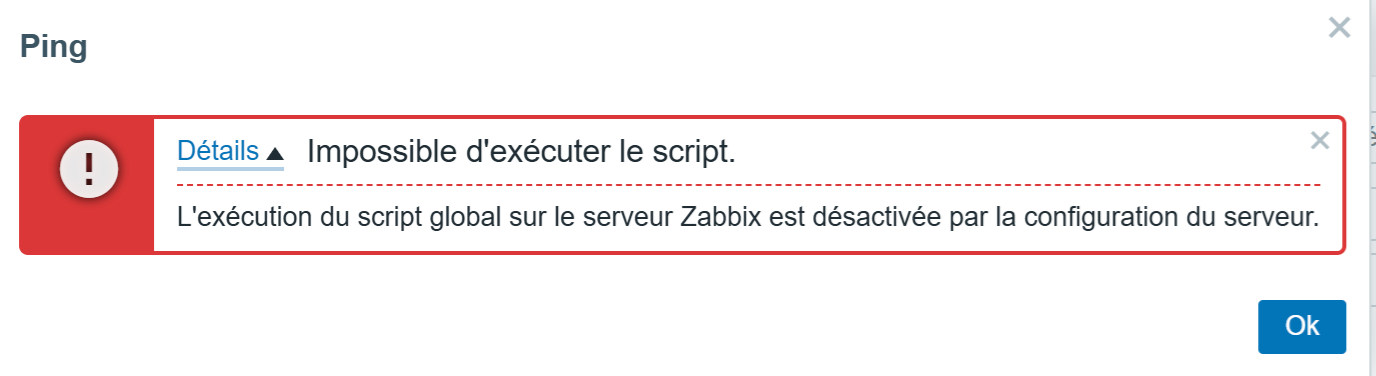 Ping
Détails Impossible d'exécuter le script.
L'exécution du script global sur le serveur Zabbix est désactivée par la configuration du serveur.
Ok